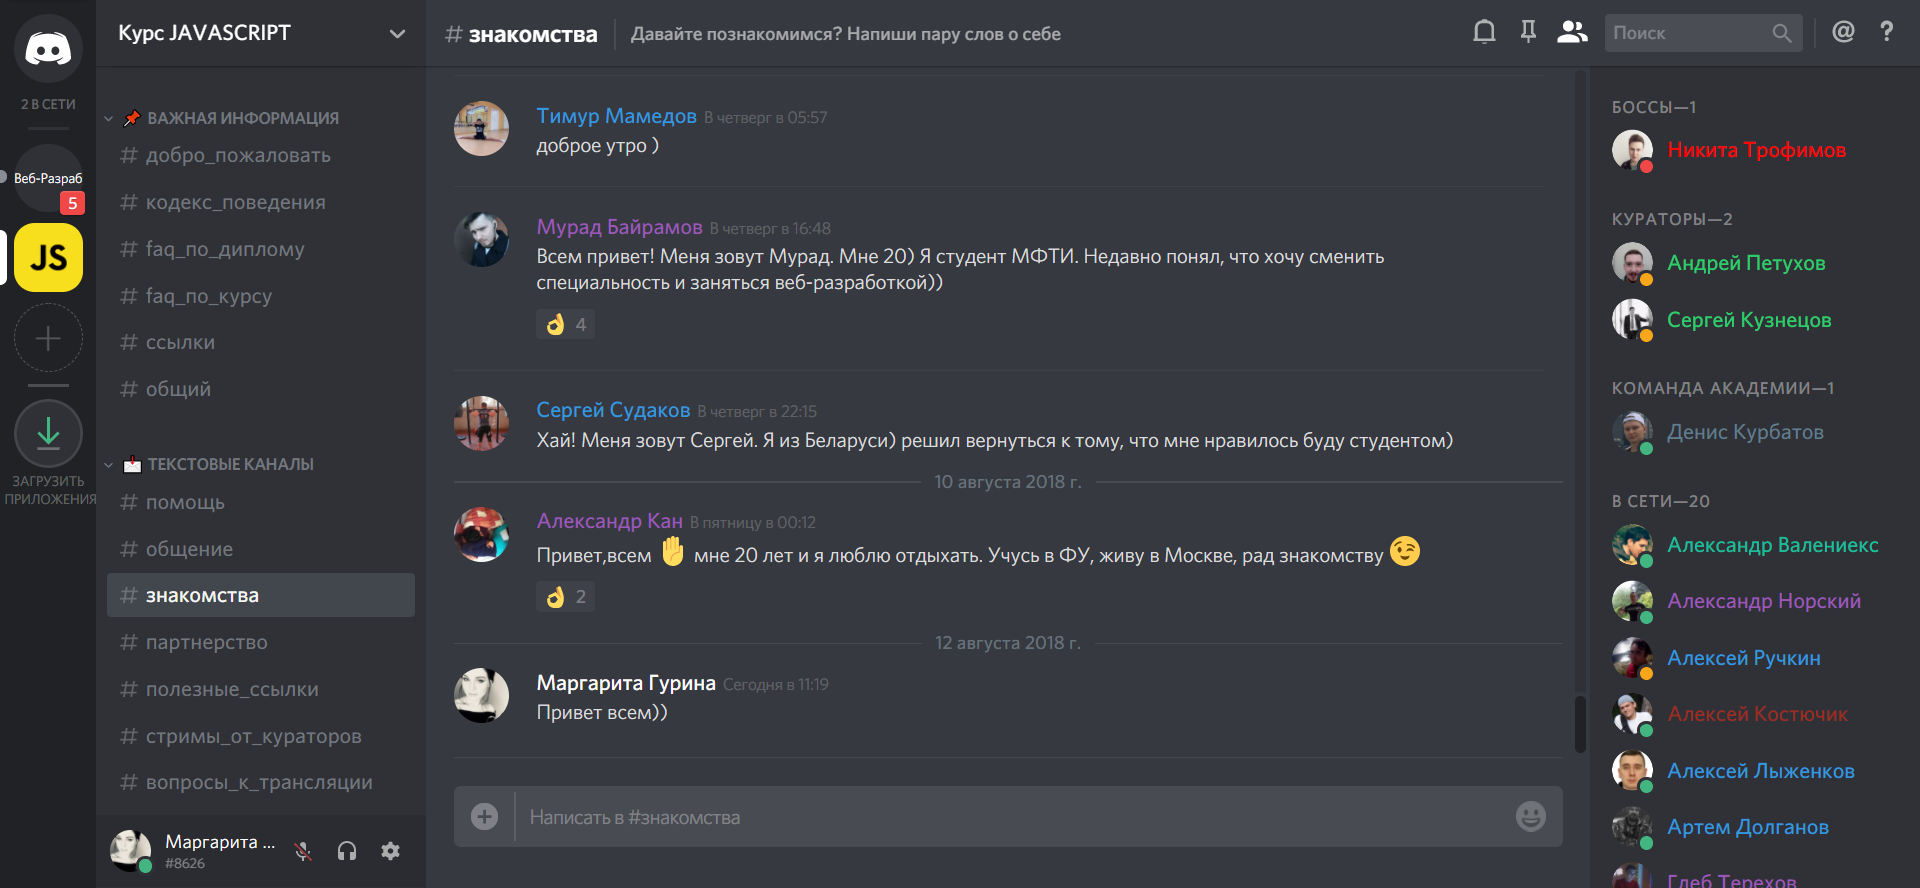 2 В СЕТИ
Веб-Разраб
5
JS
ЗАГРУЗИТЬ
ПРИЛОЖЕНИЯ
Курс JAVASCRIPT
ВАЖНАЯ ИНФОРМАЦИЯ
# добро_пожаловать
# кодекс_поведения
# faq_по_диплому
# faq_по_курсу
# ссылки
# общий
ТЕКСТОВЫЕ КАНАЛЫ
# помощь
# общение
# знакомства
# партнерство
# полезные_ссылки
# стримы_от_кураторов
# вопросы_к_трансляции
Маргарита ...
#8626
# знакомства
Давайте познакомимся? Напиши пару слов о себе
Поиск
@ ?
Тимур Мамедов В четверг в 05:57
доброе утро )
Мурад Байрамов В четверг в 16:48
Всем привет! Меня зовут Мурад. Мне 20) Я студент МФТИ. Недавно понял, что хочу сменить
специальность и заняться веб-разработкой))
👌 4
Сергей Судаков В четверг в 22:15
Хай! Меня зовут Сергей. Я из Беларуси) решил вернуться к тому, что мне нравилось буду студентом)
10 августа 2018 г.
Александр Кан В пятницу в 00:12
Привет,всем ✋ мне 20 лет и я люблю отдыхать. Учусь в ФУ, живу в Москве, рад знакомству 😉
👌 2
12 августа 2018 г.
Маргарита Гурина Сегодня в 11:19
Привет всем))
Написать в #знакомства
БОССЫ—1
Никита Трофимов
КУРАТОРЫ—2
Андрей Петухов
Сергей Кузнецов
КОМАНДА АКАДЕМИИ—1
Денис Курбатов
В СЕТИ—20
Александр Валениекс
Александр Норский
Алексей Ручкин
Алексей Костючик
Алексей Лыженков
Артем Долганов
Глеб Терехов